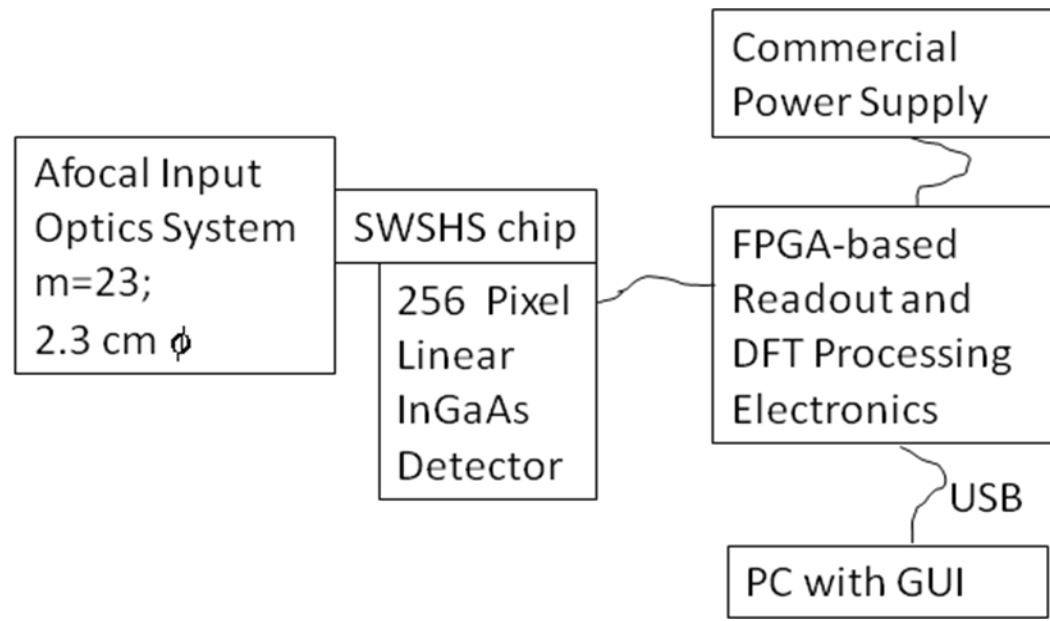 Commercial
Power Supply
Afocal Input
Optics System
m=23;
2.3 cm ϕ
SWSHS chip
256 Pixel
Linear
InGaAs
Detector
FPGA-based
Readout and
DFT Processing
Electronics
USB
PC with GUI